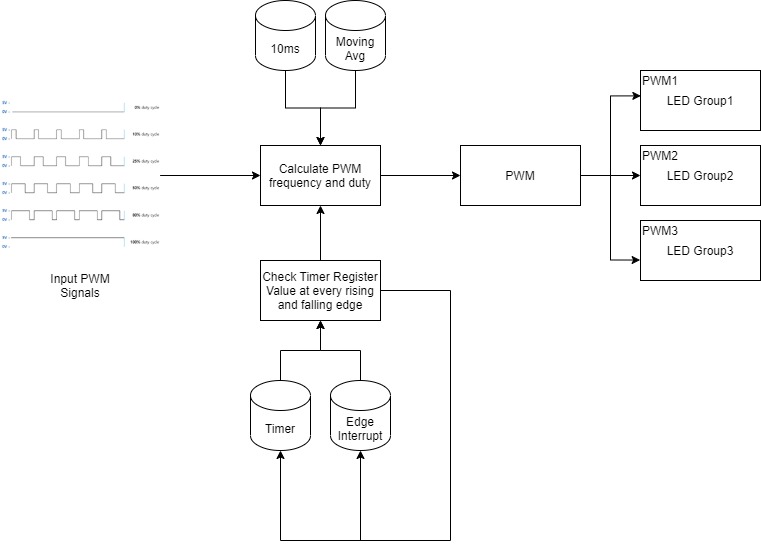 10ms
Moving
Avg
5V
0V
0% duty cycle
5V
0V
10% duty cycle
5V
0V
25% duty cycle
5V
0V
50% duty cycle
5V
0V
5V
0V
100% duty cycle
Input PWM
Signals
Calculate PWM
frequency and duty
PWM
PWM1
LED Group1
PWM2
LED Group2
PWM3
LED Group3
Check Timer Register
Value at every rising
and falling edge
Timer
Edge
Interrupt